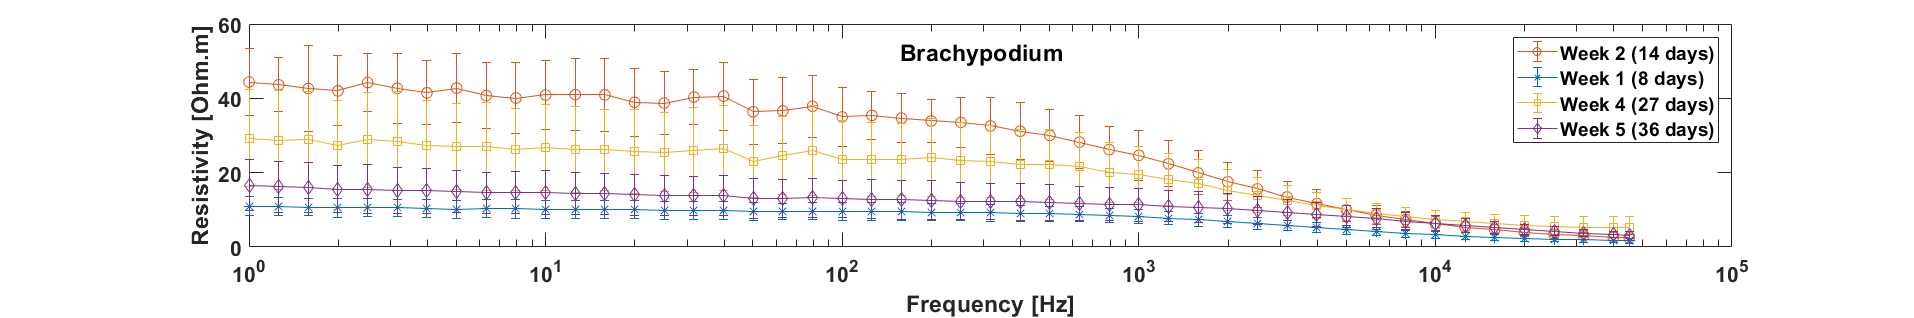 Brachypodium
Resistivity [Ohm.m]
60
40
20
0
10^0
10^1
10^2
10^3
10^4
10^5
Frequency [Hz]
Week 2 (14 days)
Week 1 (8 days)
Week 4 (27 days)
Week 5 (36 days)